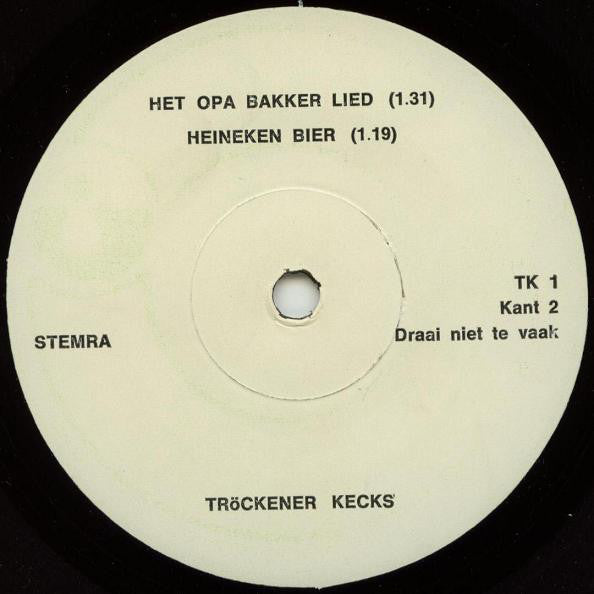 HET OPA BAKKER LIED (1.31)
HEINEKEN BIER (1.19)
TK 1
Kant 2
Draai niet te vaak
STEMRA
TRöCKENER KECKS